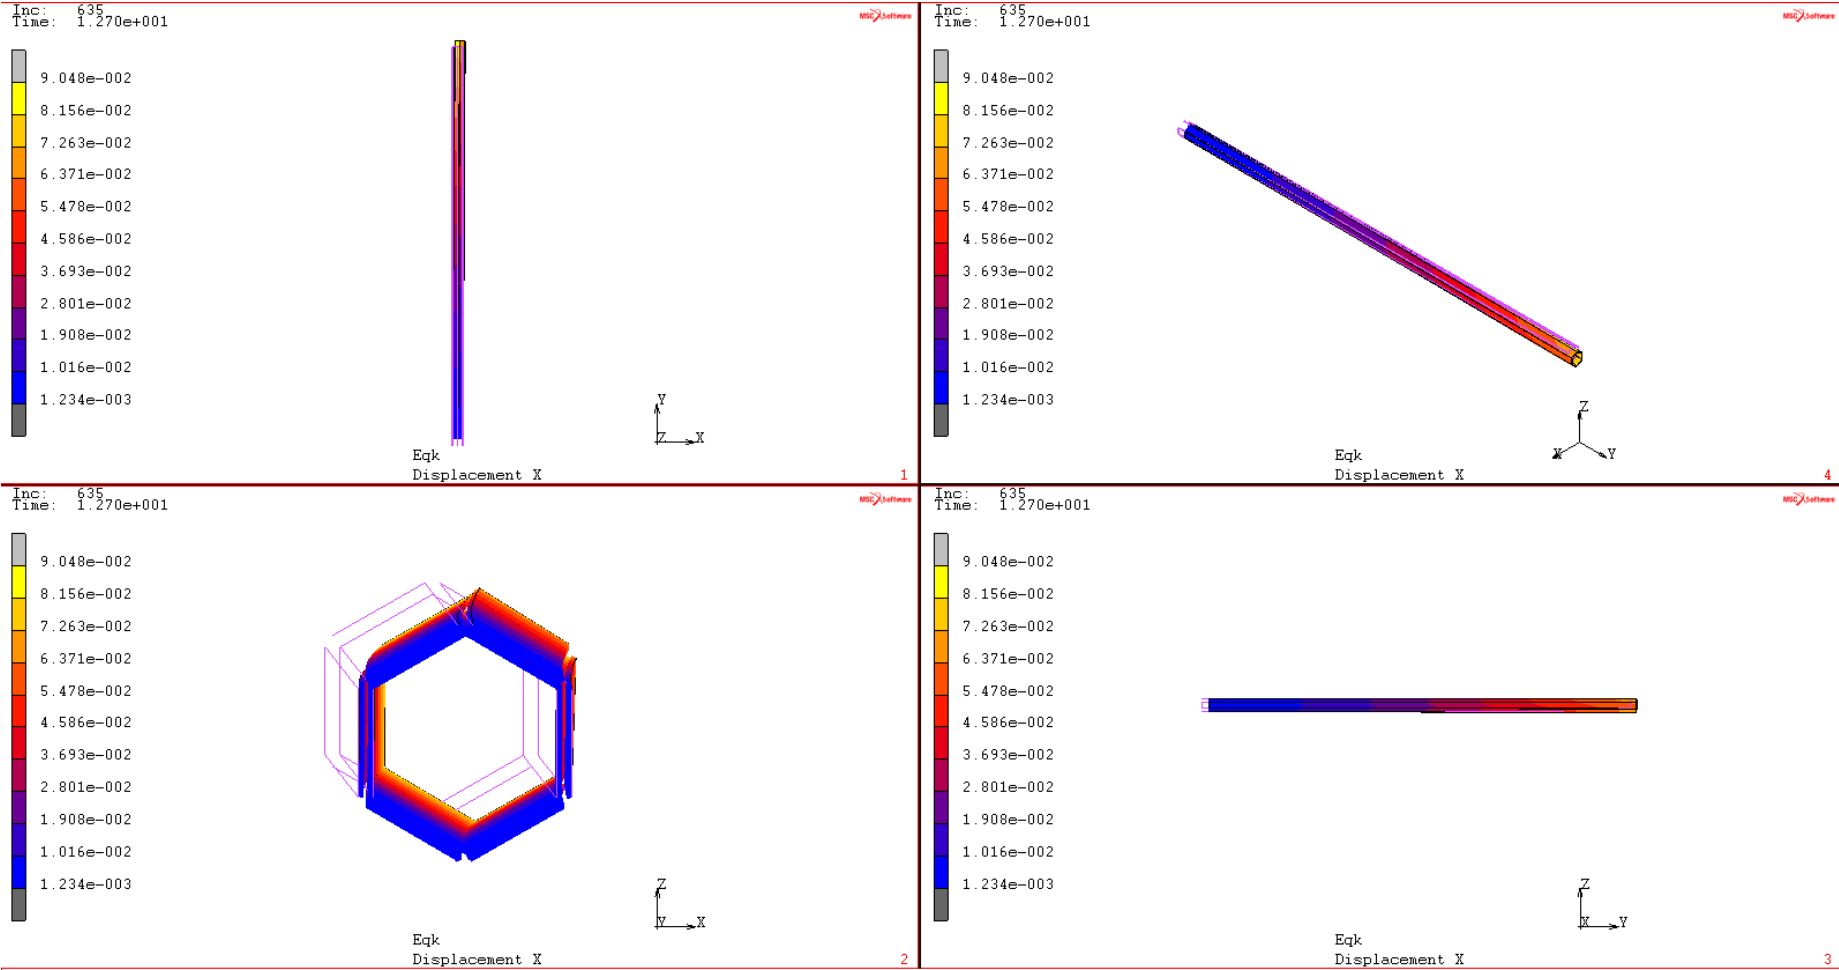 Inc: 635
Time: 1.270e+001
MSC Software
9.048e-002
8.156e-002
7.263e-002
6.371e-002
5.478e-002
4.586e-002
3.693e-002
2.801e-002
1.908e-002
1.016e-002
1.234e-003
Y
Z X
Eqk
Displacement X
1
Inc: 635
Time: 1.270e+001
MSC Software
9.048e-002
8.156e-002
7.263e-002
6.371e-002
5.478e-002
4.586e-002
3.693e-002
2.801e-002
1.908e-002
1.016e-002
1.234e-003
Z
X Y
Eqk
Displacement X
4
Inc: 635
Time: 1.270e+001
MSC Software
9.048e-002
8.156e-002
7.263e-002
6.371e-002
5.478e-002
4.586e-002
3.693e-002
2.801e-002
1.908e-002
1.016e-002
1.234e-003
Z
Y X
Eqk
Displacement X
2
Inc: 635
Time: 1.270e+001
MSC Software
9.048e-002
8.156e-002
7.263e-002
6.371e-002
5.478e-002
4.586e-002
3.693e-002
2.801e-002
1.908e-002
1.016e-002
1.234e-003
Z
X Y
Eqk
Displacement X
3